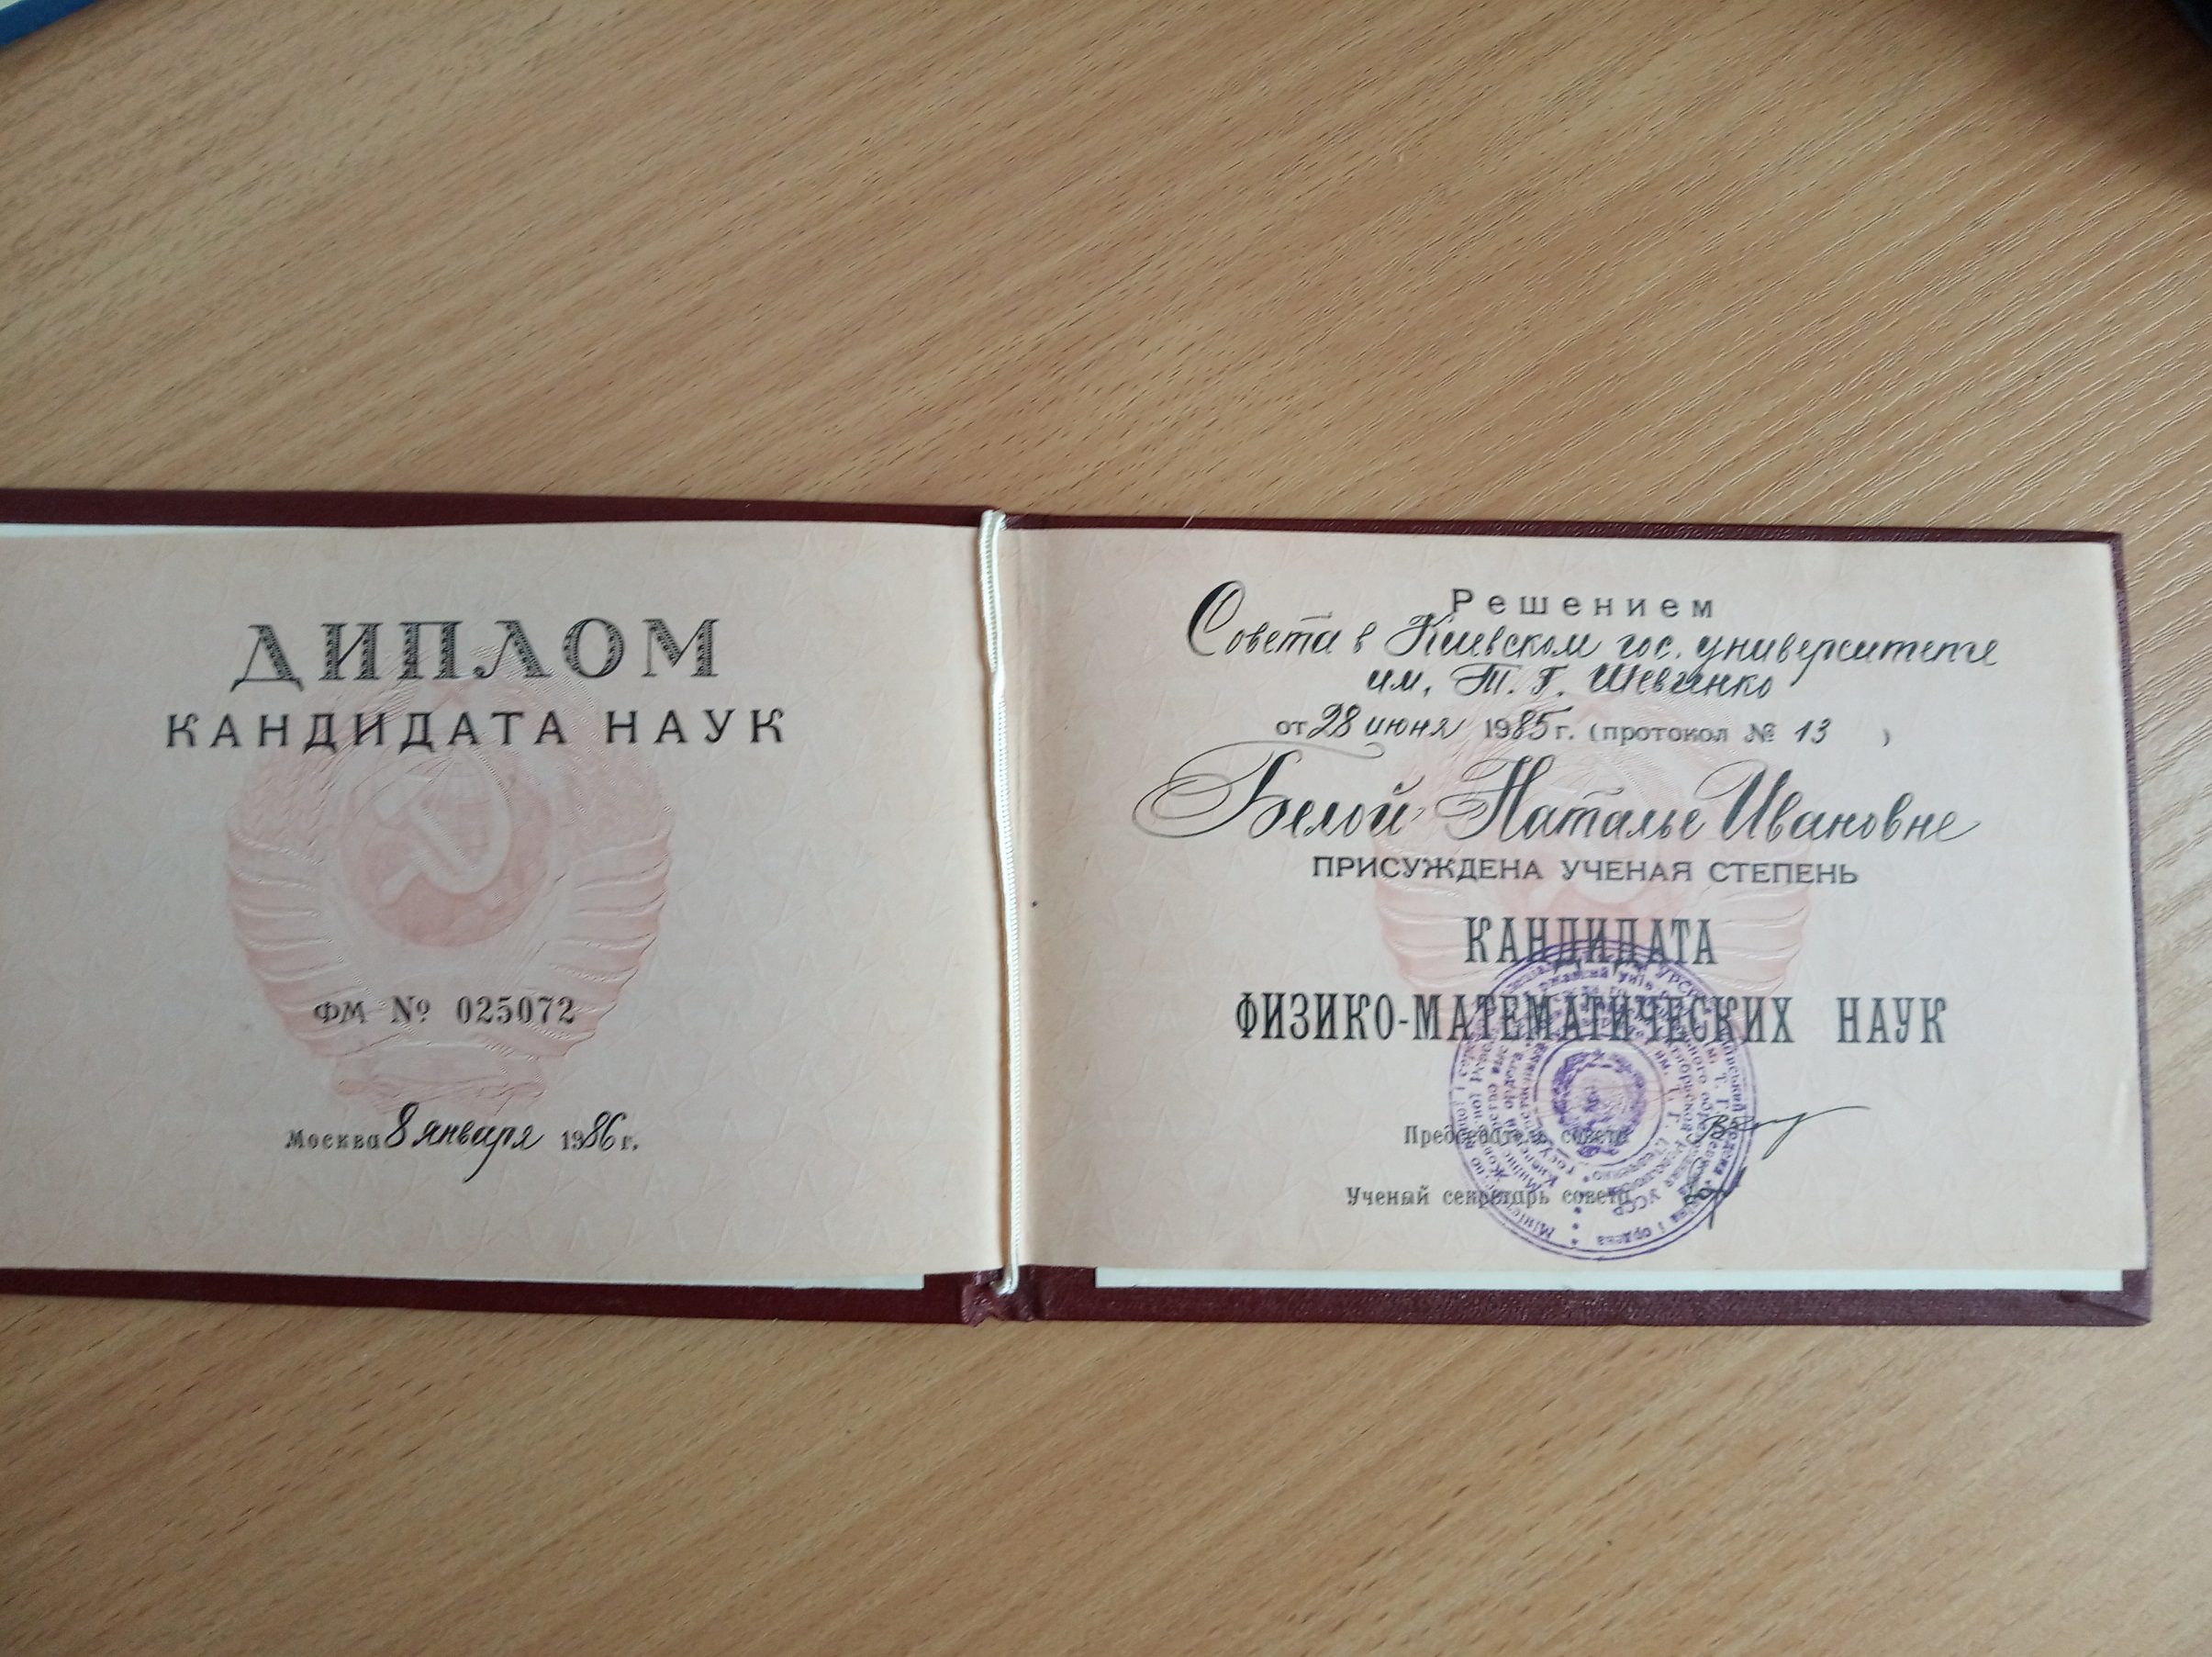 ДИПЛОМ
КАНДИДАТА НАУК
ФМ № 025072
Москва 8 января 1986 г.
Решением
Совета в Киевском гос. университете
им. Т. Г. Шевченко
от 28 июня 1985 г. (протокол № 13 )
Белой Наталье Ивановне
ПРИСУЖДЕНА УЧЕНАЯ СТЕПЕНЬ
КАНДИДАТА
ФИЗИКО-МАТЕМАТИЧЕСКИХ НАУК
Председатель совета
Ученый секретарь совета